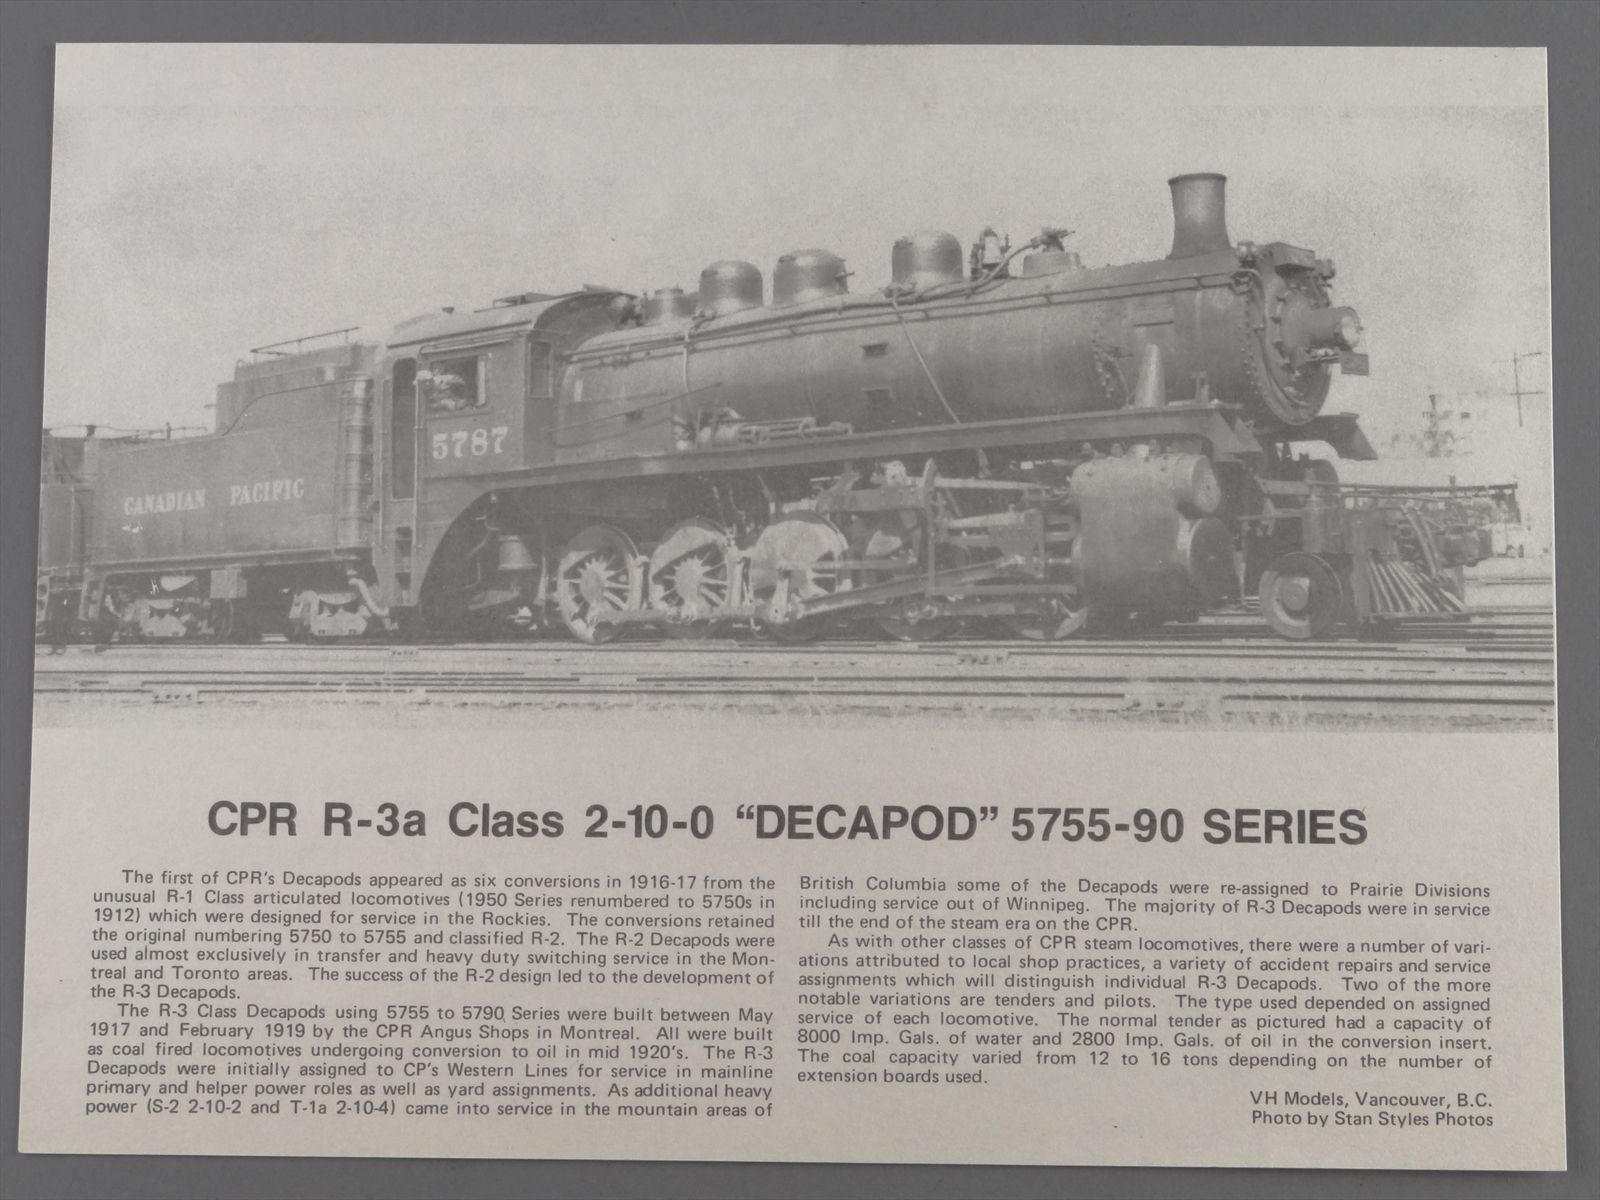 5787
CANADIAN PACIFIC
CPR R-3a Class 2-10-0 “DECAPOD” 5755-90 SERIES
The first of CPR's Decapods appeared as six conversions in 1916-17 from the
unusual R-1 Class articulated locomotives (1950 Series renumbered to 5750s in
1912) which were designed for service in the Rockies. The conversions retained
the original numbering 5750 to 5755 and classified R-2. The R-2 Decapods were
used almost exclusively in transfer and heavy duty switching service in the Mon-
treal and Toronto areas. The success of the R-2 design led to the development of
the R-3 Decapods.
The R-3 Class Decapods using 5755 to 5790 Series were built between May
1917 and February 1919 by the CPR Angus Shops in Montreal. All were built
as coal fired locomotives undergoing conversion to oil in mid 1920's. The R-3
Decapods were initially assigned to CP's Western Lines for service in mainline
primary and helper power roles as well as yard assignments. As additional heavy
power (S-2 2-10-2 and T-1a 2-10-4) came into service in the mountain areas of
British Columbia some of the Decapods were re-assigned to Prairie Divisions
including service out of Winnipeg. The majority of R-3 Decapods were in service
till the end of the steam era on the CPR.
As with other classes of CPR steam locomotives, there were a number of vari-
ations attributed to local shop practices, a variety of accident repairs and service
assignments which will distinguish individual R-3 Decapods. Two of the more
notable variations are tenders and pilots. The type used depended on assigned
service of each locomotive. The normal tender as pictured had a capacity of
8000 Imp. Gals. of water and 2800 Imp. Gals. of oil in the conversion insert.
The coal capacity varied from 12 to 16 tons depending on the number of
extension boards used.
VH Models, Vancouver, B.C.
Photo by Stan Styles Photos